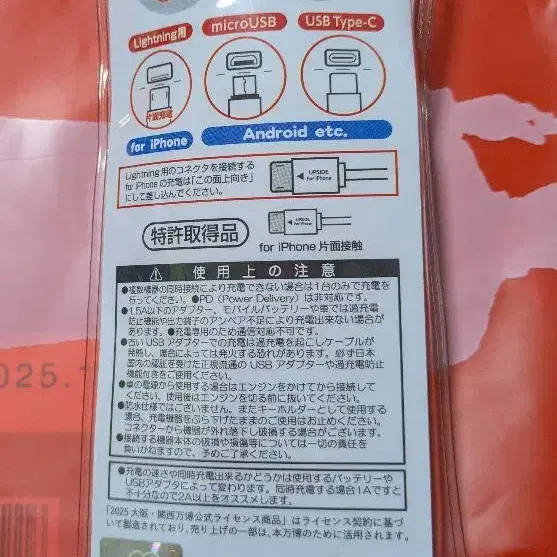 Lightning用
microUSB
USB Type-C
片面充電
for iPhone
Android etc.
Lightning用のコネクタを接続する
for iPhoneの充電は「この面上向き」
にして差し込んでください。
UPSIDE
For iPhone
特許取得品
UPSIDE
For iPhone
for iPhone 片面接触
使用上の注意
●複数機器の同時接続により充電できない場合は1台のみで充電を
行ってください。●PD（Power Delivery）は非対応です。
●1.5A以下のアダプター、モバイルバッテリーや車では過充電
防止機能や出力端子のアンペア不足により充電出来ない場合が
あります。●充電専用のため通信対応不可です。
●古いUSBアダプターでの充電は過充電を起こしケーブルが
発熱し、場合によっては発火する恐れがあります。必ず日本
国内の認証を受けた正規流通のUSBアダプターや過充電防止
機能付きをご使用ください。
●車の電源から使用する場合はエンジンをかけてから接続して
ください。使用後はエンジンを切る前に抜いてください。
●防水仕様ではございません。またキーホルダーとして使用する
場合、充電機器をぶら下げたままでのご使用はお止めください。
コネクターから機器が外れ落下し破損する場合がございます。
●接続する機器本体の破損や損傷等については一切の責任を
負いかねますので、予めご了承ください。
●充電の速さや同時充電出来るかどうかは使用するバッテリーや
USBアダプタによって変わります。同時充電する場合1Aですと
不十分なので2A以上をオススメします。
「2025 大阪・関西万博公式ライセンス商品」はライセンス契約に基づ
いて製造されており、売り上げの一部は、本万博のために活用されます。
2025.1